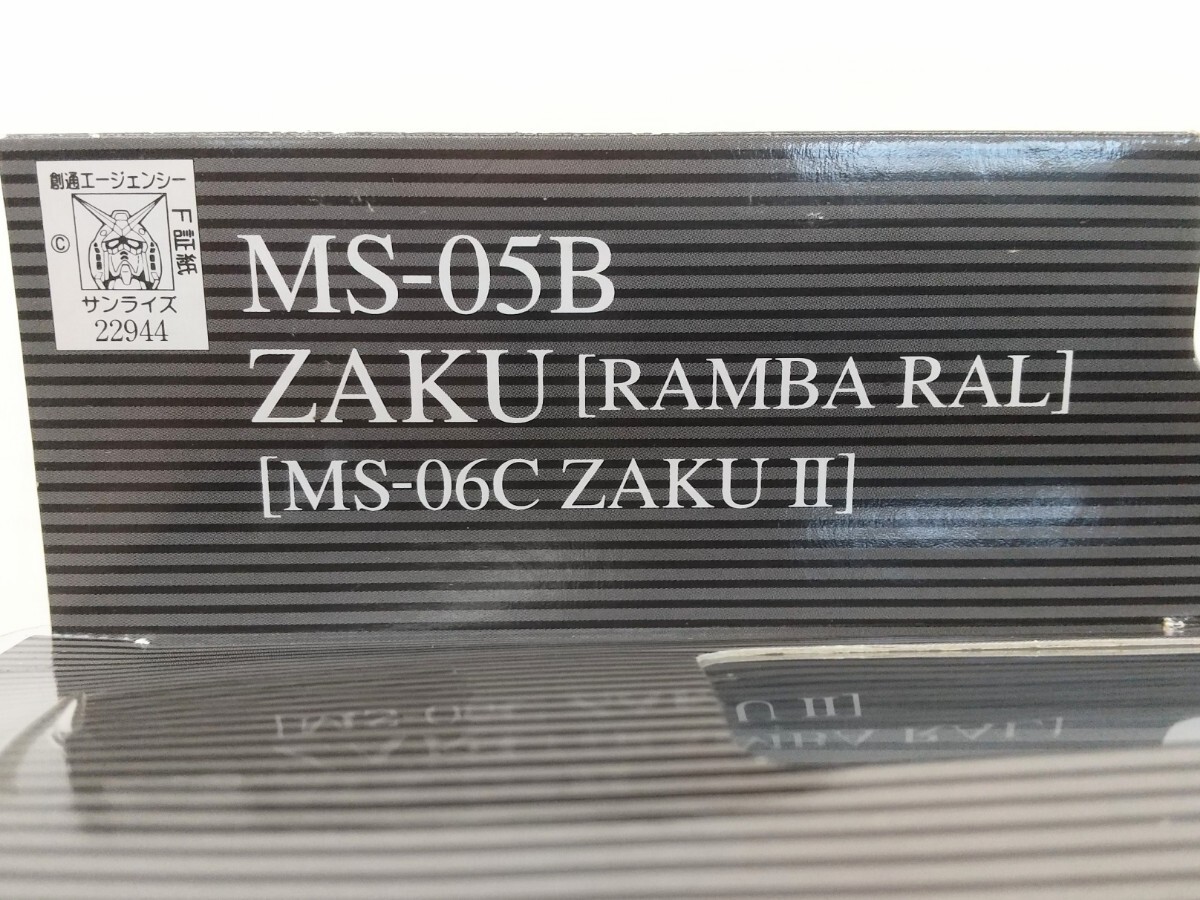 創通エージェンシー
F証紙
©
サンライズ
22944
MS-05B
ZAKU [RAMBA RAL]
[MS-06C ZAKU II]